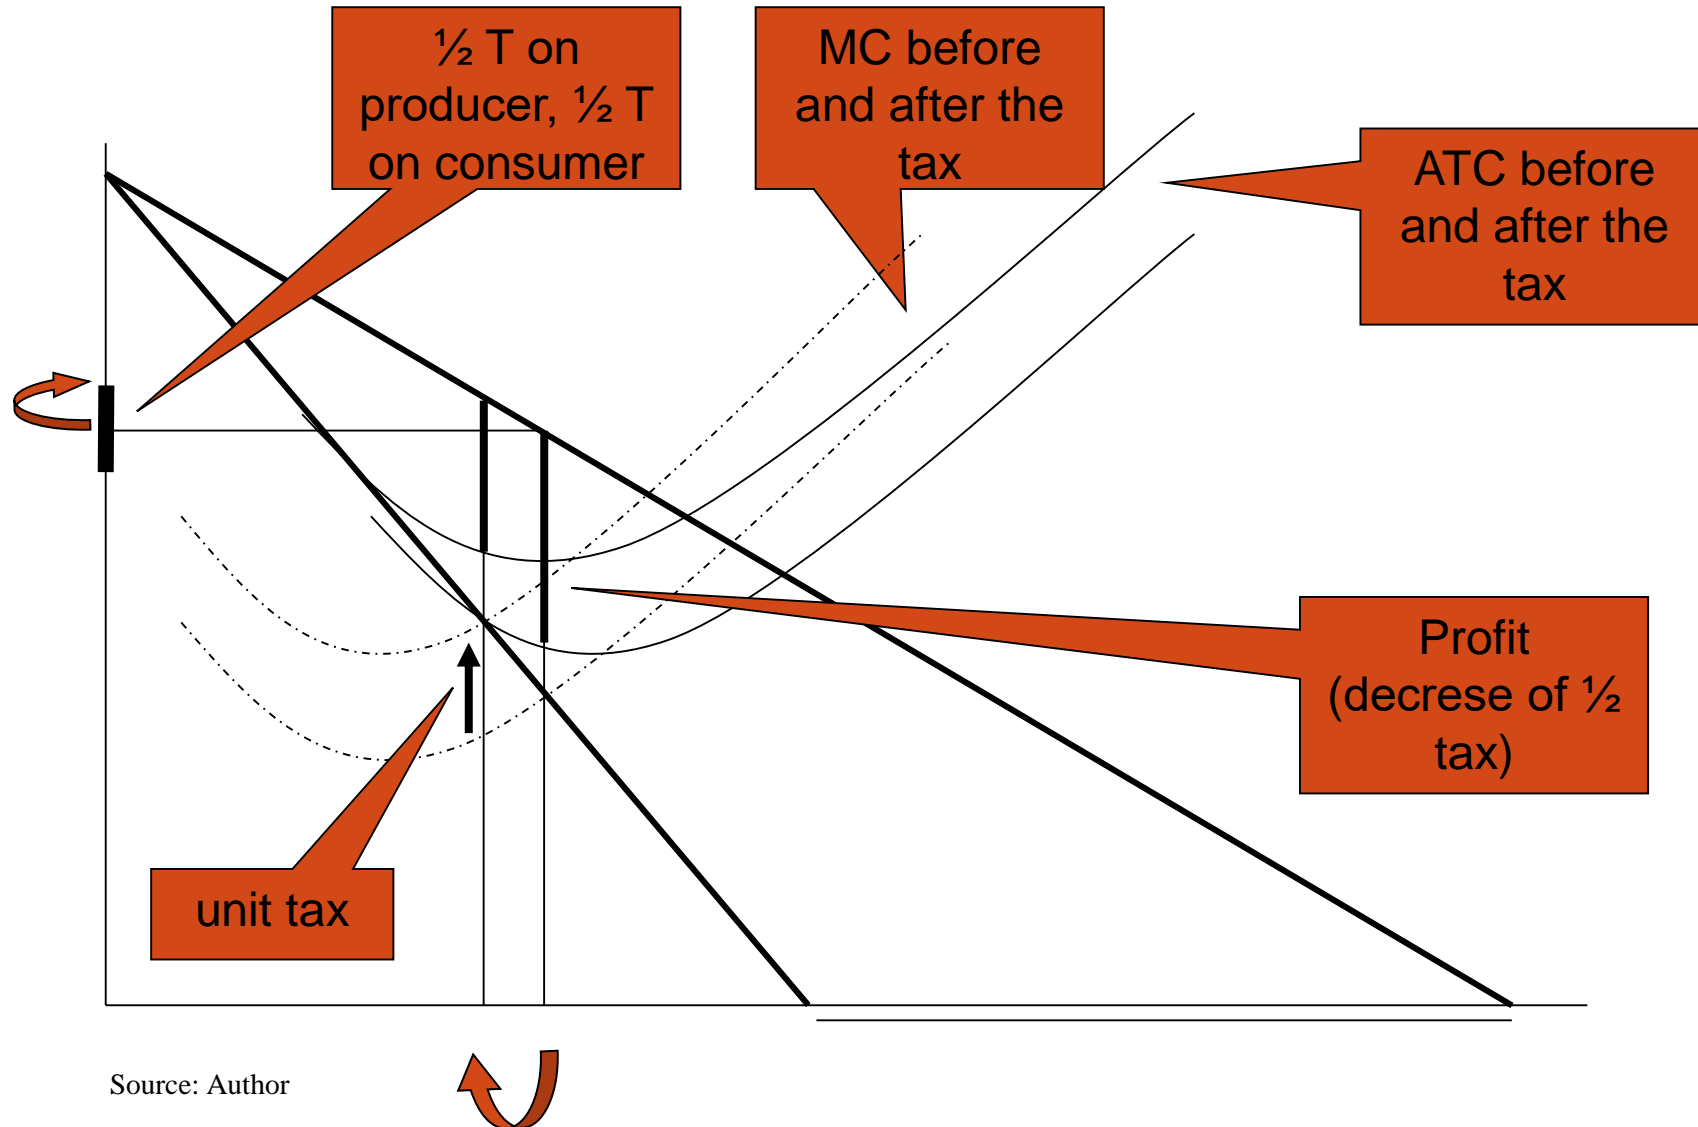 ½ T on
producer, ½ T
on consumer
MC before
and after the
tax
ATC before
and after the
tax
Profit
(decrese of ½
tax)
unit tax
Source: Author